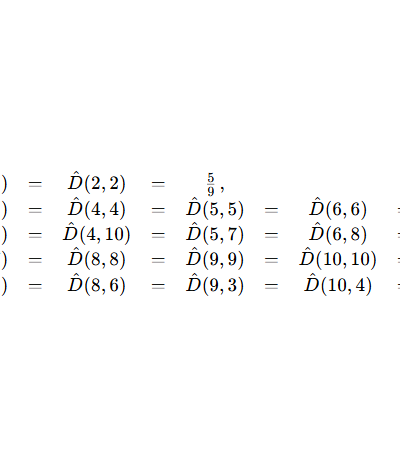 ) = D̂(2, 2) = 5/9 ,
) = D̂(4, 4) = D̂(5, 5) = D̂(6, 6) =
) = D̂(4, 10) = D̂(5, 7) = D̂(6, 8) =
) = D̂(8, 8) = D̂(9, 9) = D̂(10, 10) =
) = D̂(8, 6) = D̂(9, 3) = D̂(10, 4) =